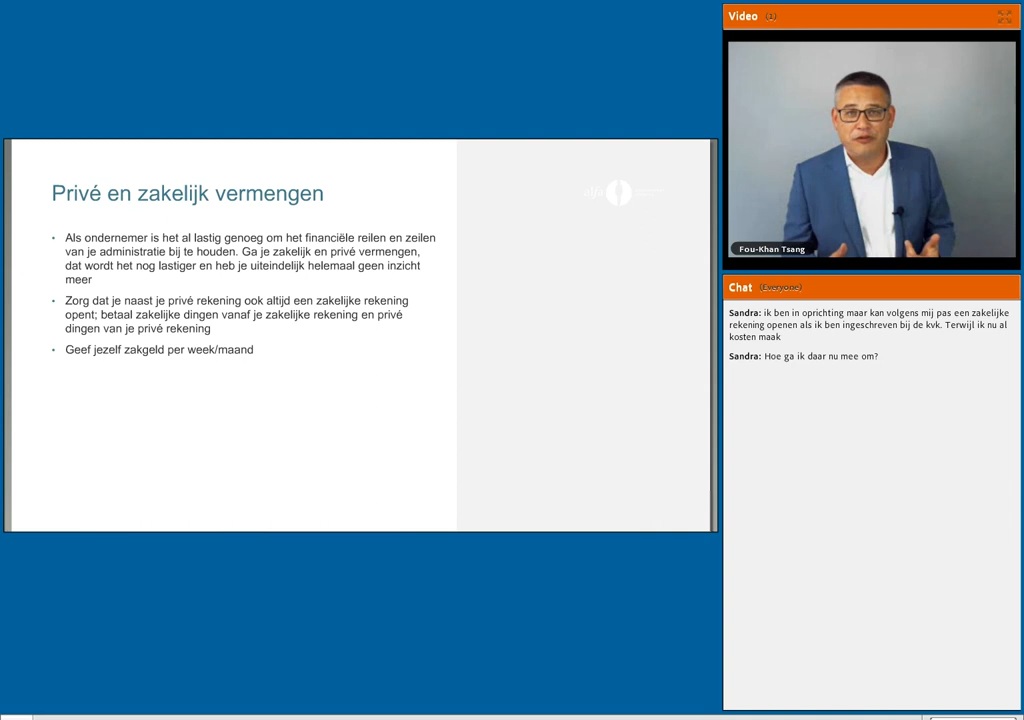 Privé en zakelijk vermengen
• Als ondernemer is het al lastig genoeg om het financiële reilen en zeilen
van je administratie bij te houden. Ga je zakelijk en privé vermengen,
dat wordt het nog lastiger en heb je uiteindelijk helemaal geen inzicht
meer
• Zorg dat je naast je privé rekening ook altijd een zakelijke rekening
opent; betaal zakelijke dingen vanaf je zakelijke rekening en privé
dingen van je privé rekening
• Geef jezelf zakgeld per week/maand
alfa
Video (1)
Fou-Khan Tsang
Chat (Everyone)
Sandra: ik ben in oprichting maar kan volgens mij pas een zakelijke
rekening openen als ik ben ingeschreven bij de kvk. Terwijl ik nu al
kosten maak
Sandra: Hoe ga ik daar nu mee om?